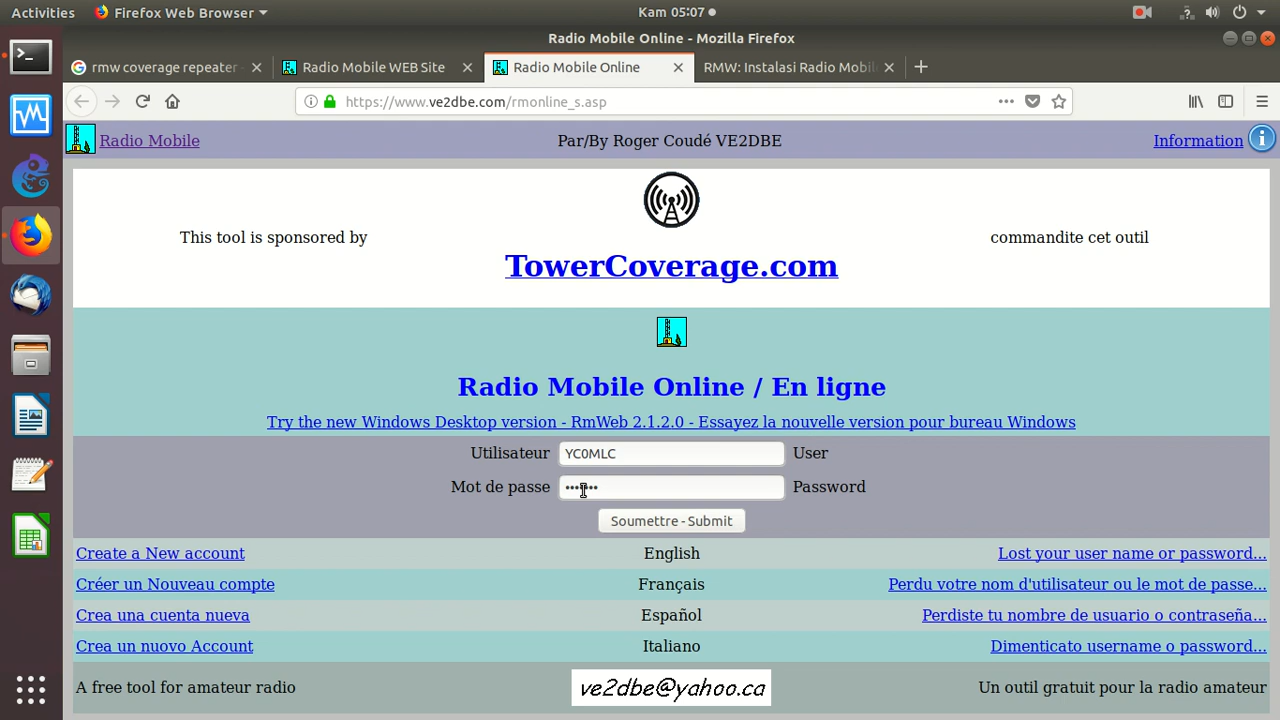 Activities Firefox Web Browser Kam 05:07
Radio Mobile Online - Mozilla Firefox
rmw coverage repeater - Radio Mobile WEB Site Radio Mobile Online RMW: Instalasi Radio Mobil
https://www.ve2dbe.com/rmonline_s.asp
Radio Mobile Par/By Roger Coudé VE2DBE Information
This tool is sponsored by commandite cet outil
TowerCoverage.com
Radio Mobile Online / En ligne
Try the new Windows Desktop version - RmWeb 2.1.2.0 - Essayez la nouvelle version pour bureau Windows
Utilisateur YC0MLC User
Mot de passe ••••••• Password
Soumettre - Submit
Create a New account English Lost your user name or password...
Créer un Nouveau compte Français Perdu votre nom d'utilisateur ou le mot de passe...
Crea una cuenta nueva Español Perdiste tu nombre de usuario o contraseña...
Crea un nuovo Account Italiano Dimenticato username o password...
A free tool for amateur radio ve2dbe@yahoo.ca Un outil gratuit pour la radio amateur